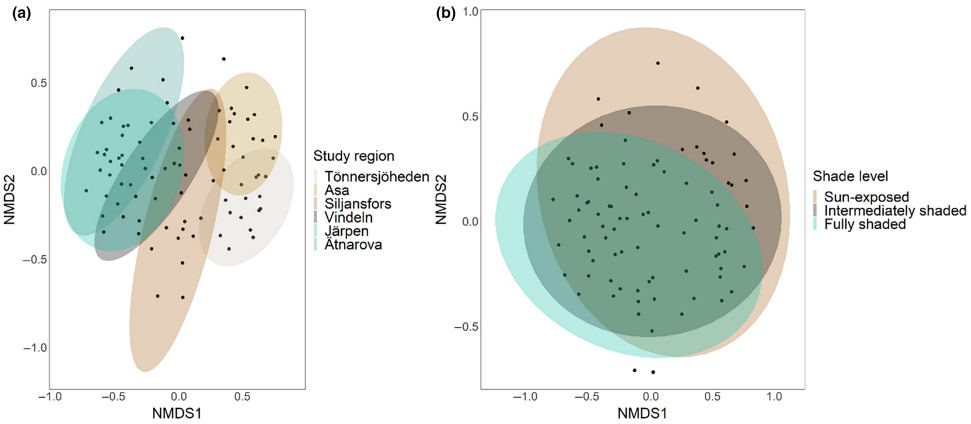 (a)
NMDS2
0.5
0.0
−0.5
−1.0
−1.0
−0.5
0.0
0.5
NMDS1
Study region
Tönnersjöheden
Asa
Siljansfors
Vindeln
Järpen
Ätnarova
(b)
NMDS2
1.0
0.5
0.0
−0.5
−1.0
−0.5
0.0
0.5
1.0
NMDS1
Shade level
Sun-exposed
Intermediately shaded
Fully shaded